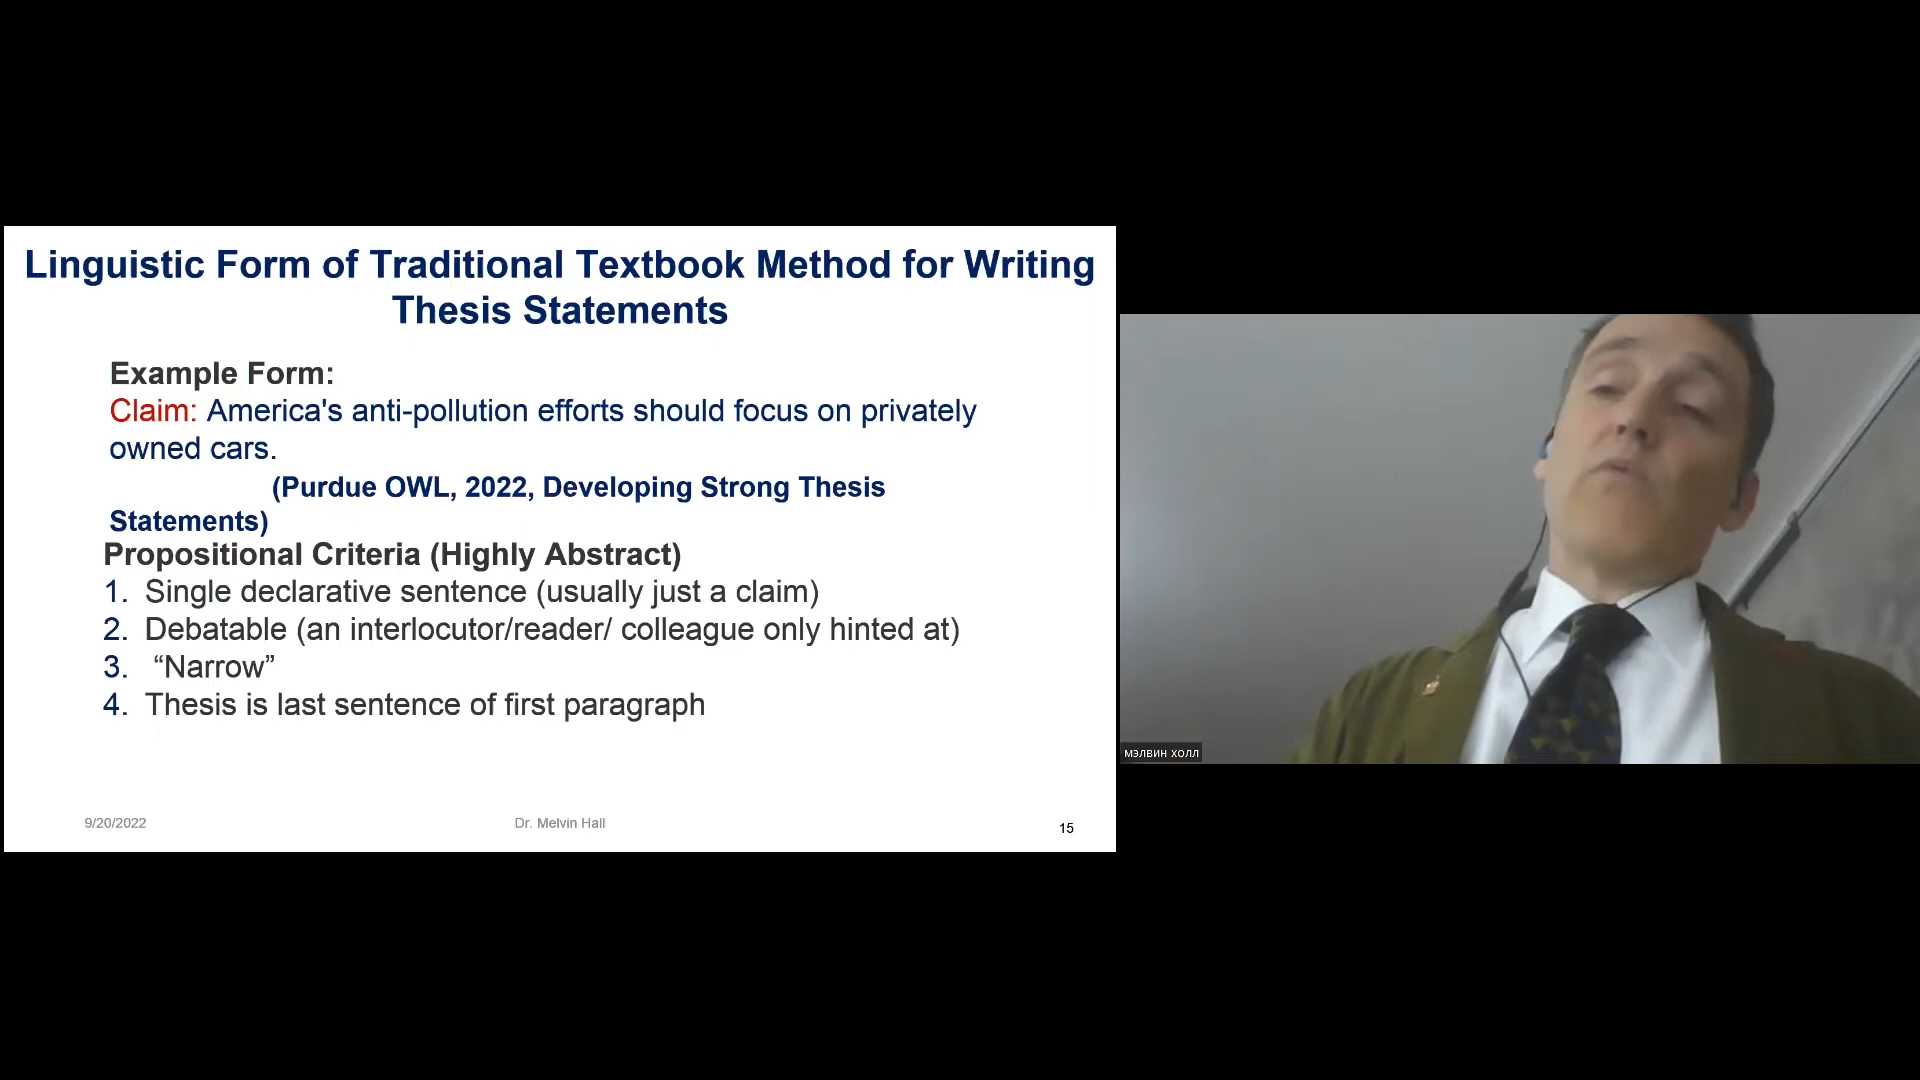 Linguistic Form of Traditional Textbook Method for Writing
Thesis Statements
Example Form:
Claim: America's anti-pollution efforts should focus on privately
owned cars.
(Purdue OWL, 2022, Developing Strong Thesis
Statements)
Propositional Criteria (Highly Abstract)
1. Single declarative sentence (usually just a claim)
2. Debatable (an interlocutor/reader/ colleague only hinted at)
3. “Narrow”
4. Thesis is last sentence of first paragraph
9/20/2022
Dr. Melvin Hall
15
мэлвин холл